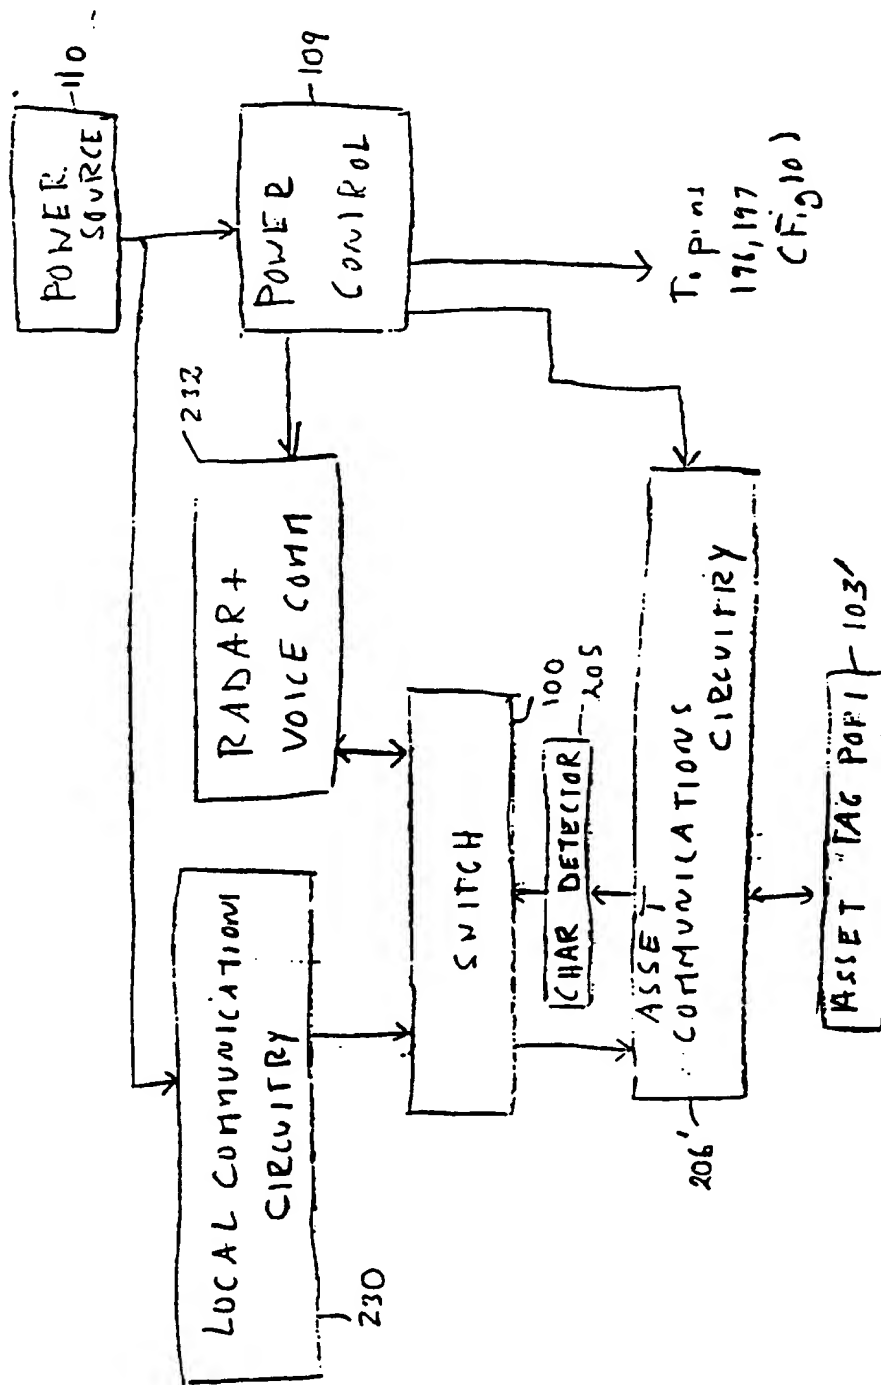 LOCAL COMMUNICATIONS
CIRCUITRY
230
RADAR +
VOICE COMM
232
POWER
SOURCE
110
POWER
CONTROL
109
SWITCH
100
CHAR DETECTOR
205
ASSET
COMMUNICATIONS
CIRCUITRY
206'
To pins
196, 197
(Fig 10)
ASSET TAG PORT
103'